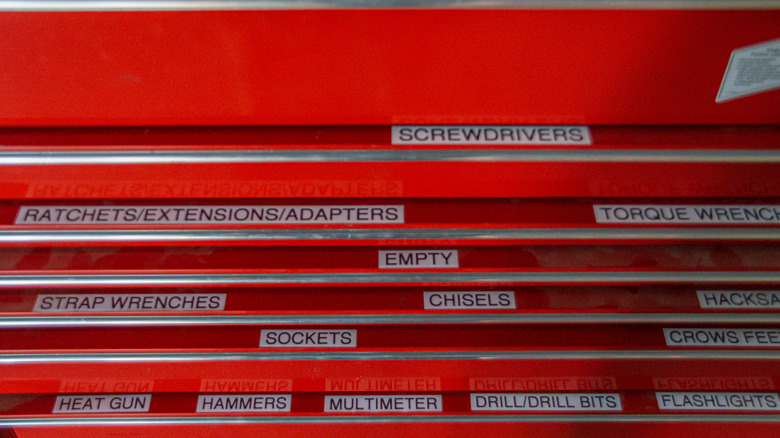 SCREWDRIVERS
RATCHETS/EXTENSIONS/ADAPTERS TORQUE WRENC
EMPTY
STRAP WRENCHES CHISELS HACKSA
SOCKETS CROWS FEE
HEAT GUN HAMMERS MULTIMETER DRILL/DRILL BITS FLASHLIGHTS